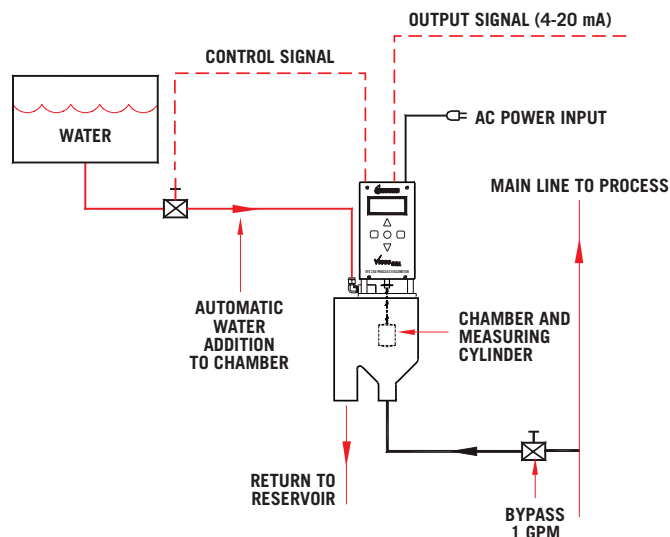 OUTPUT SIGNAL (4-20 mA)
CONTROL SIGNAL
WATER
AC POWER INPUT
MAIN LINE TO PROCESS
AUTOMATIC
WATER
ADDITION
TO CHAMBER
CHAMBER AND
MEASURING
CYLINDER
RETURN TO
RESERVOIR
BYPASS
1 GPM